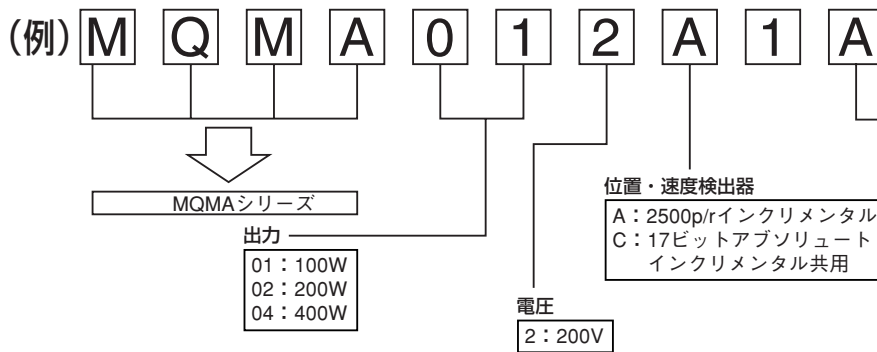 (例) M Q M A 0 1 2 A 1 A
MQMAシリーズ
出力
01：100W
02：200W
04：400W
電圧
2：200V
位置・速度検出器
A：2500p/rインクリメンタル
C：17ビットアブソリュート
インクリメンタル共用